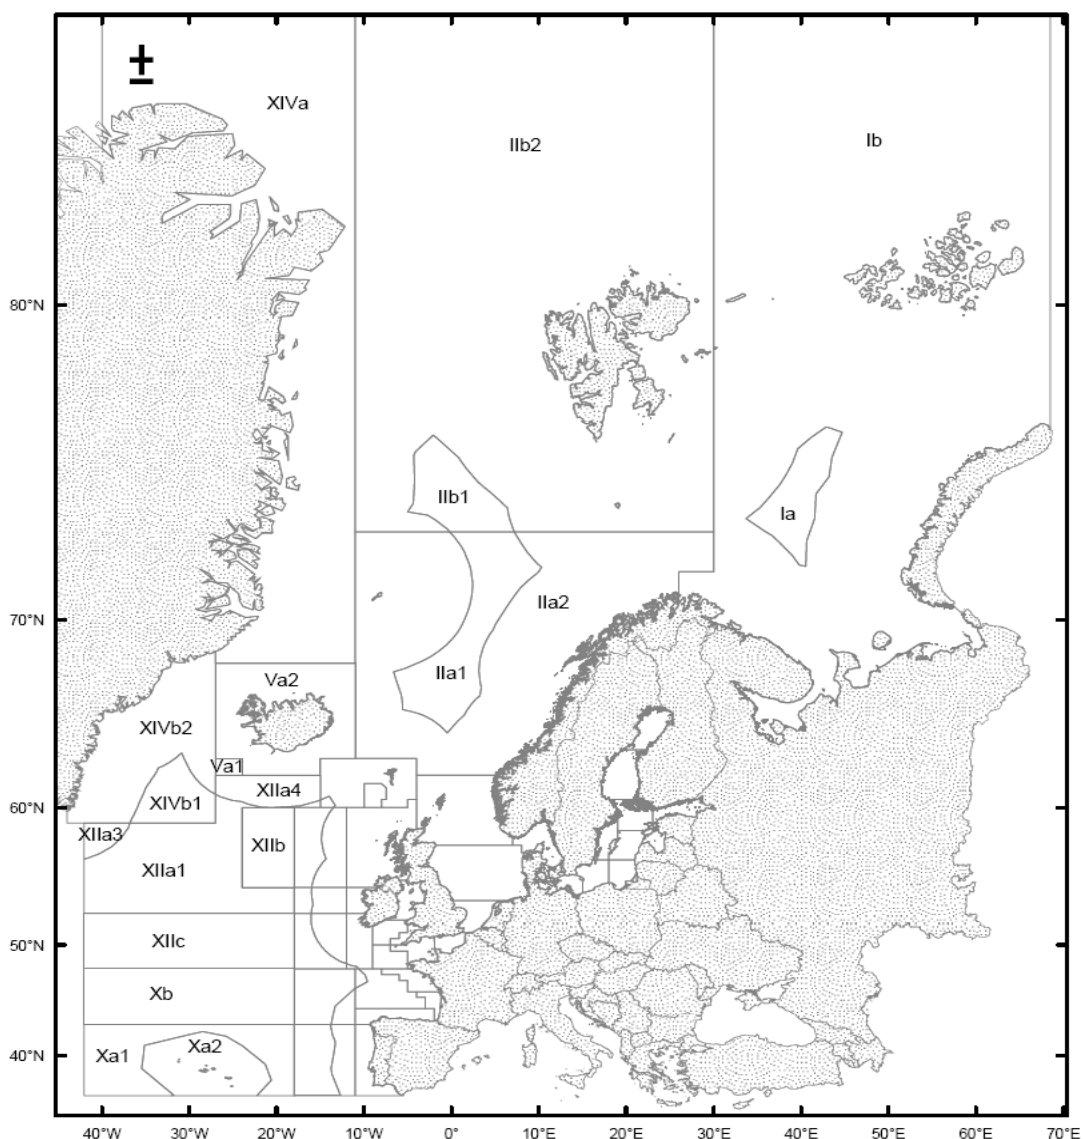 ±
XIVa
IIb2
Ib
80°N
IIb1
Ia
IIa2
70°N
IIa1
Va2
XIVb2
Va1
XIIa4
XIVb1
60°N
XIIa3
XIIb
XIIa1
XIIc
50°N
Xb
Xa2
Xa1
40°N
40°W 30°W 20°W 10°W 0° 10°E 20°E 30°E 40°E 50°E 60°E 70°E